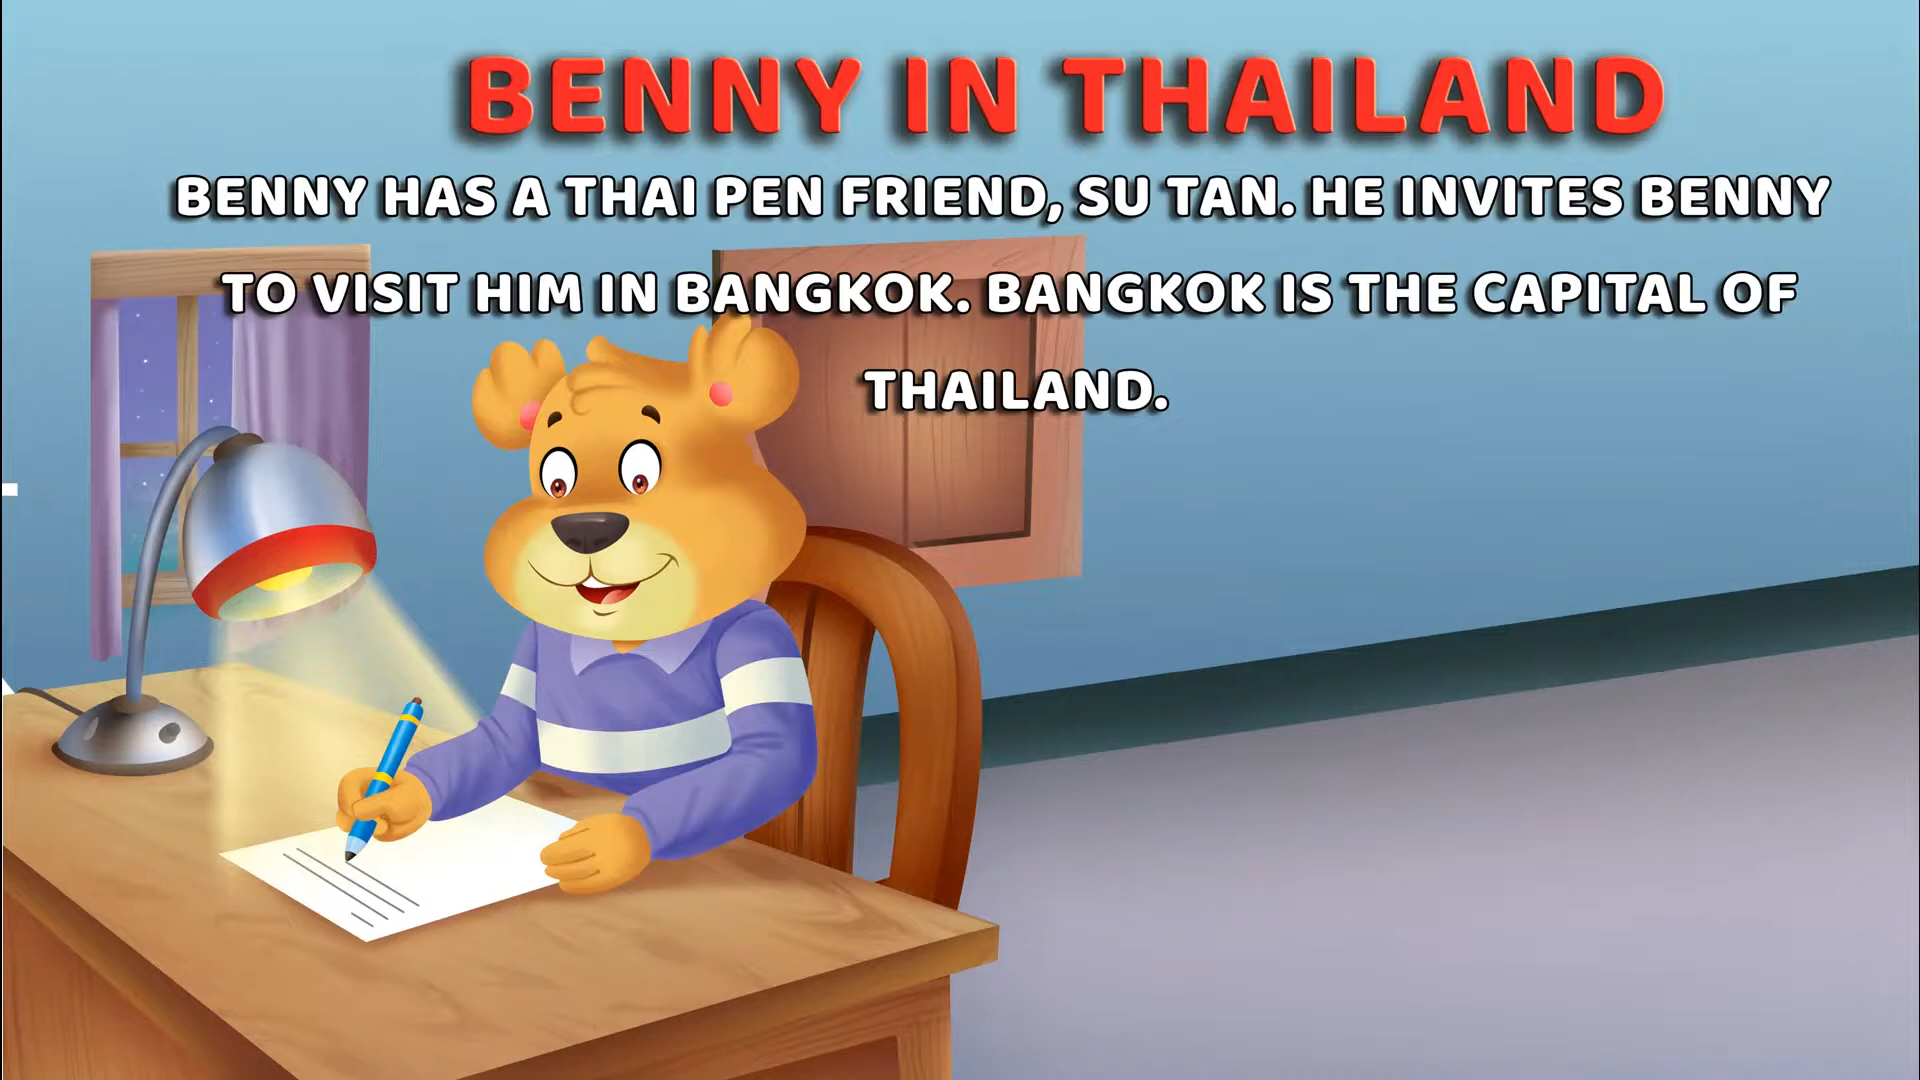 BENNY IN THAILAND
BENNY HAS A THAI PEN FRIEND, SU TAN. HE INVITES BENNY
TO VISIT HIM IN BANGKOK. BANGKOK IS THE CAPITAL OF
THAILAND.